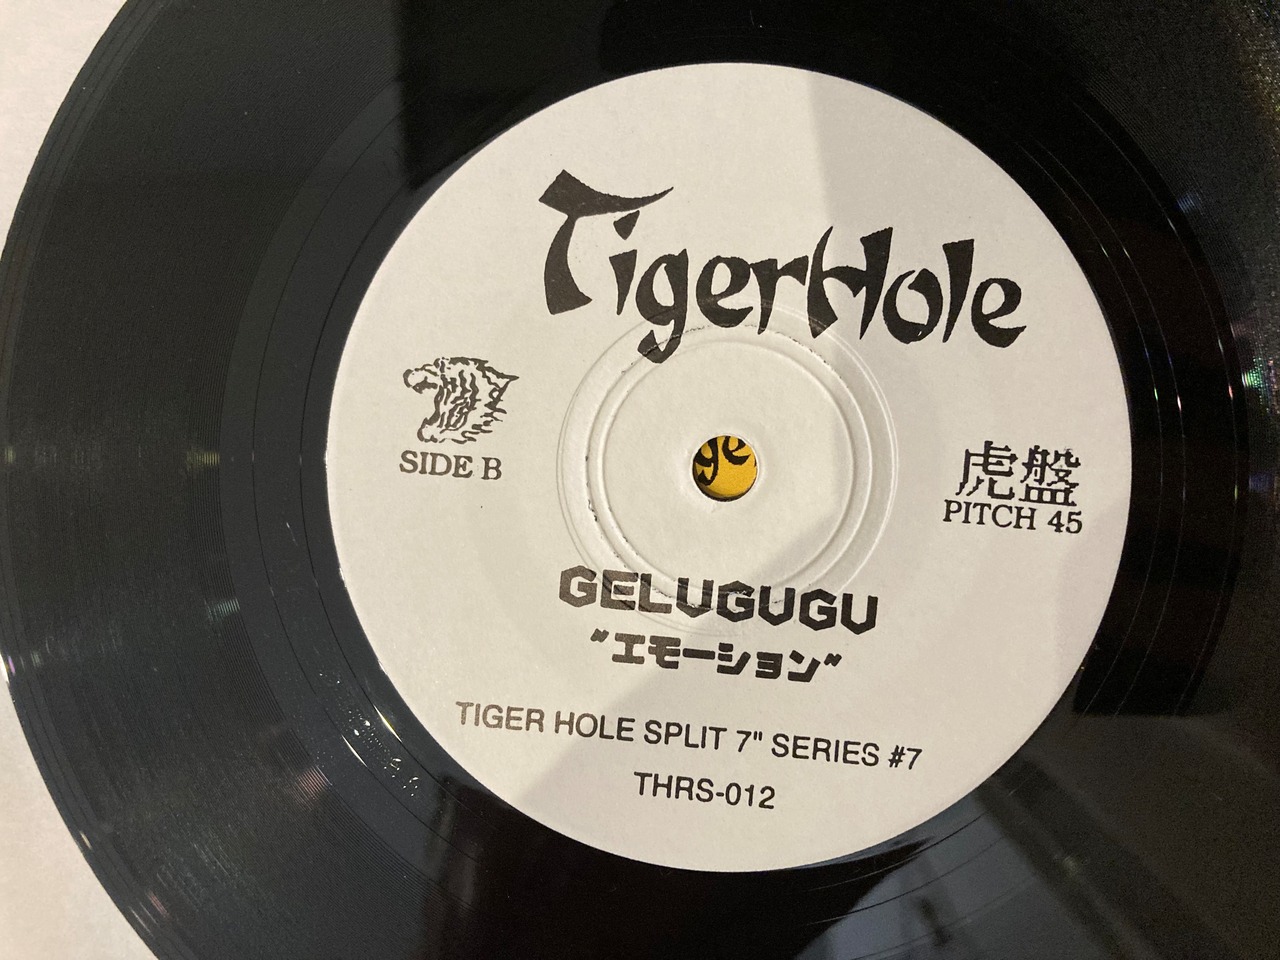 TigerHole
SIDE B
虎盤
PITCH 45
ge
GELUGUGU
"エモーション"
TIGER HOLE SPLIT 7" SERIES #7
THRS-012